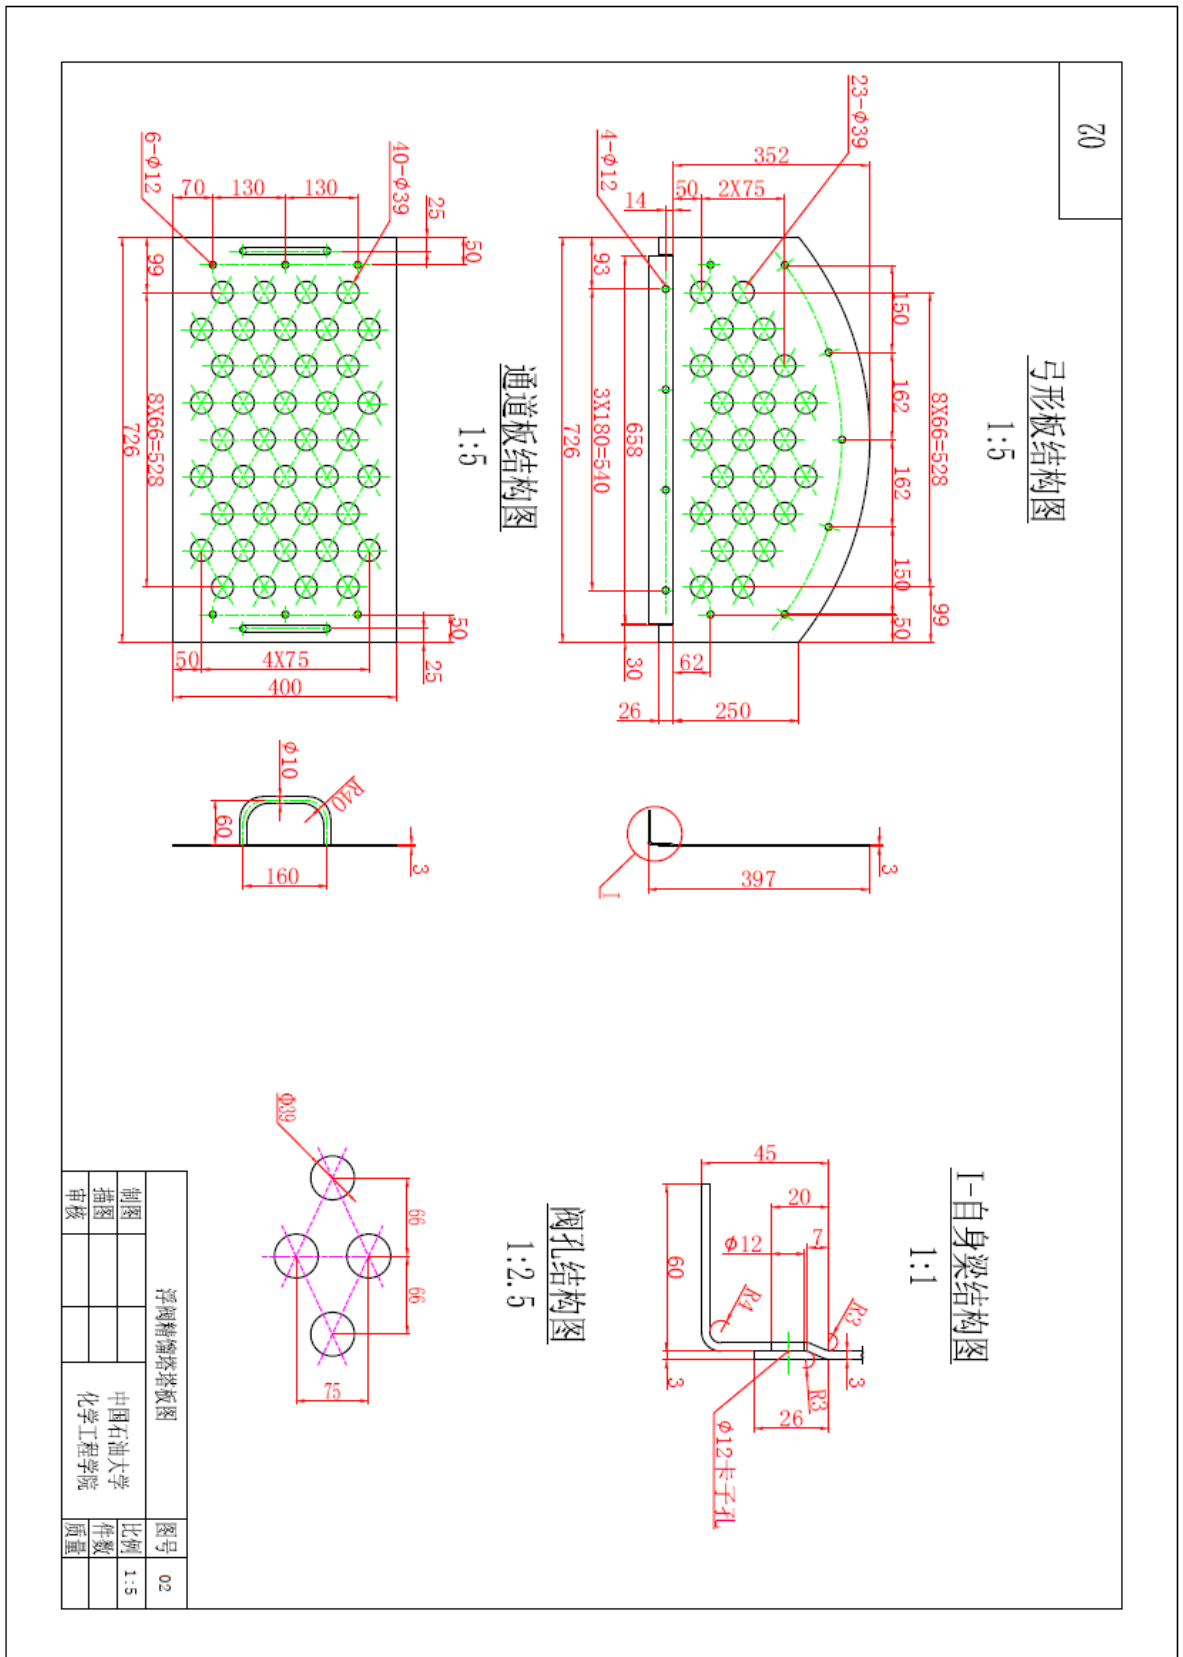 02
弓形板结构图
1:5
23-ϕ39
4-ϕ12
352
50
2X75
14
93
3X180=540
658
726
150
162
162
150
50
8X66=528
99
30
62
26
250
397
3
I
通道板结构图
1:5
40-ϕ39
6-ϕ12
70
130
130
25
50
99
8X66=528
726
50
25
50
4X75
400
ϕ10
R40
60
160
3
I-自身梁结构图
1:1
45
20
7
ϕ12
60
R4
R3
3
3
R3
26
ϕ12卡子孔
阀孔结构图
1:2.5
Φ39
66
66
75
浮阀精馏塔塔板图
图号
02
制图
描图
审核
中国石油大学
化学工程学院
比例
1:5
件数
质量